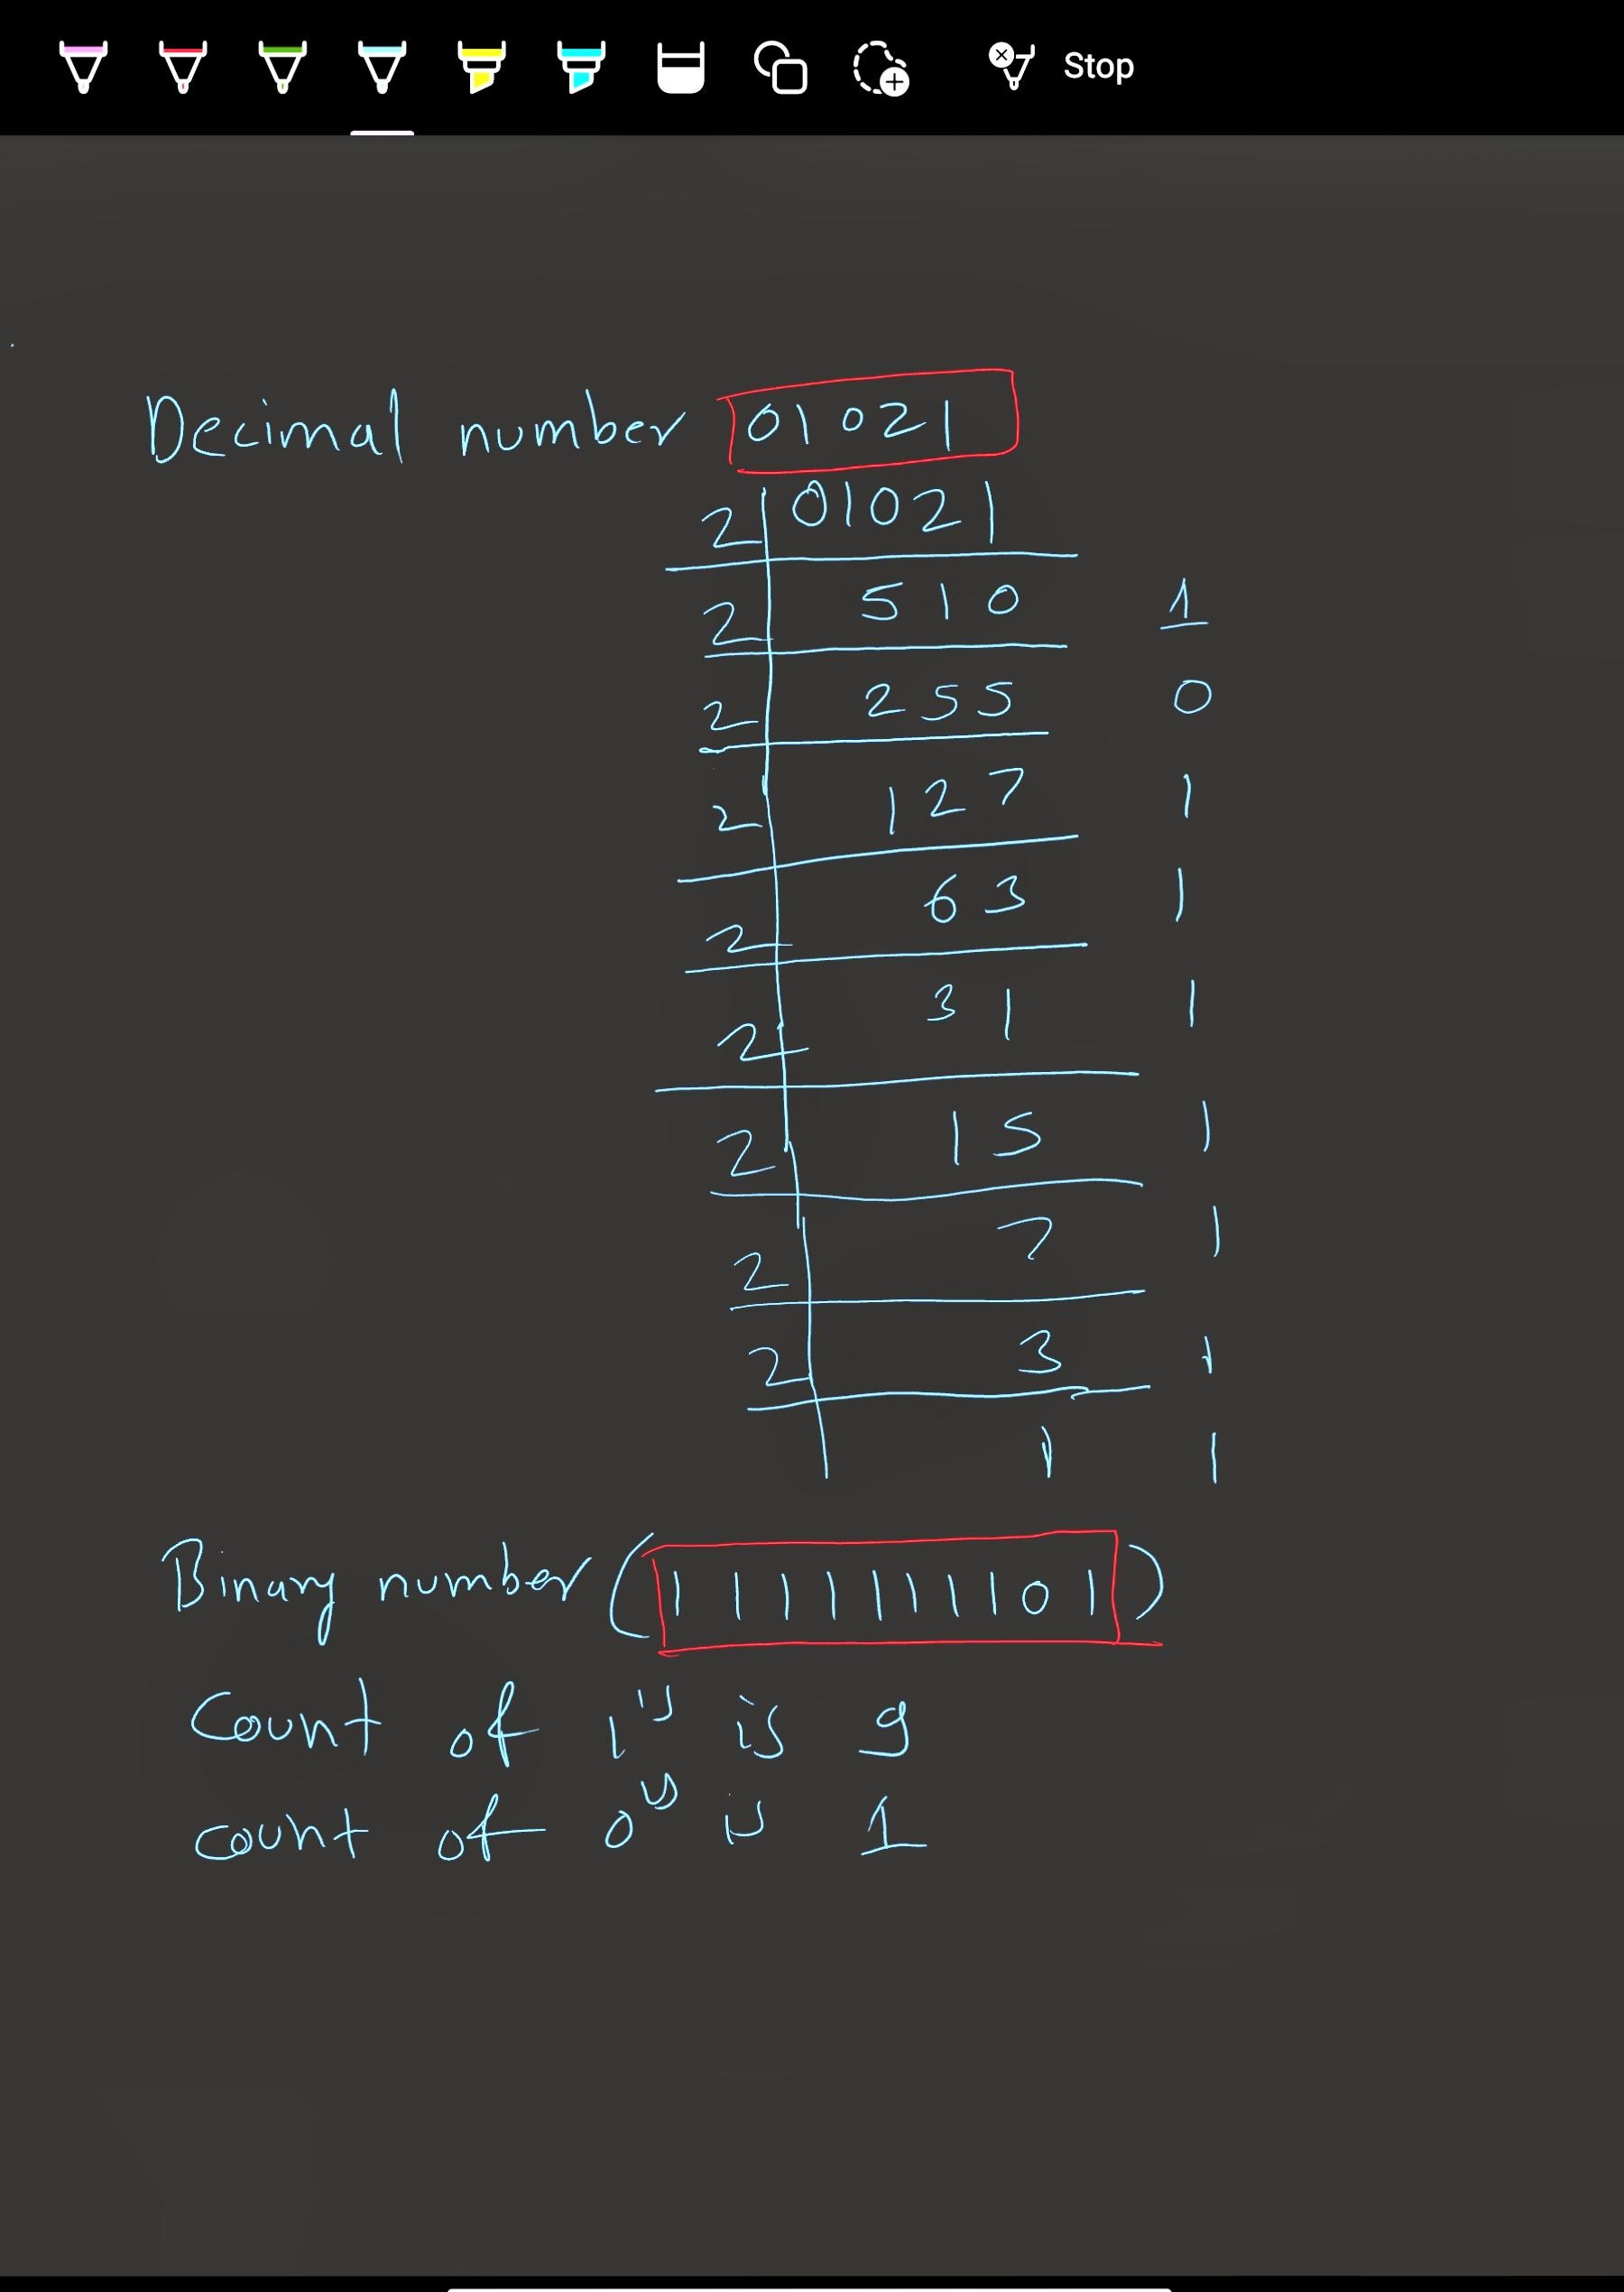 Stop
Decimal number 01021
2 01021
2 510 1
2 255 0
2 127 1
2 63 1
2 31 1
2 15 1
2 7 1
2 3 1
1 1
Binary number (1111111101)
Count of 1's is 9
count of 0's is 1